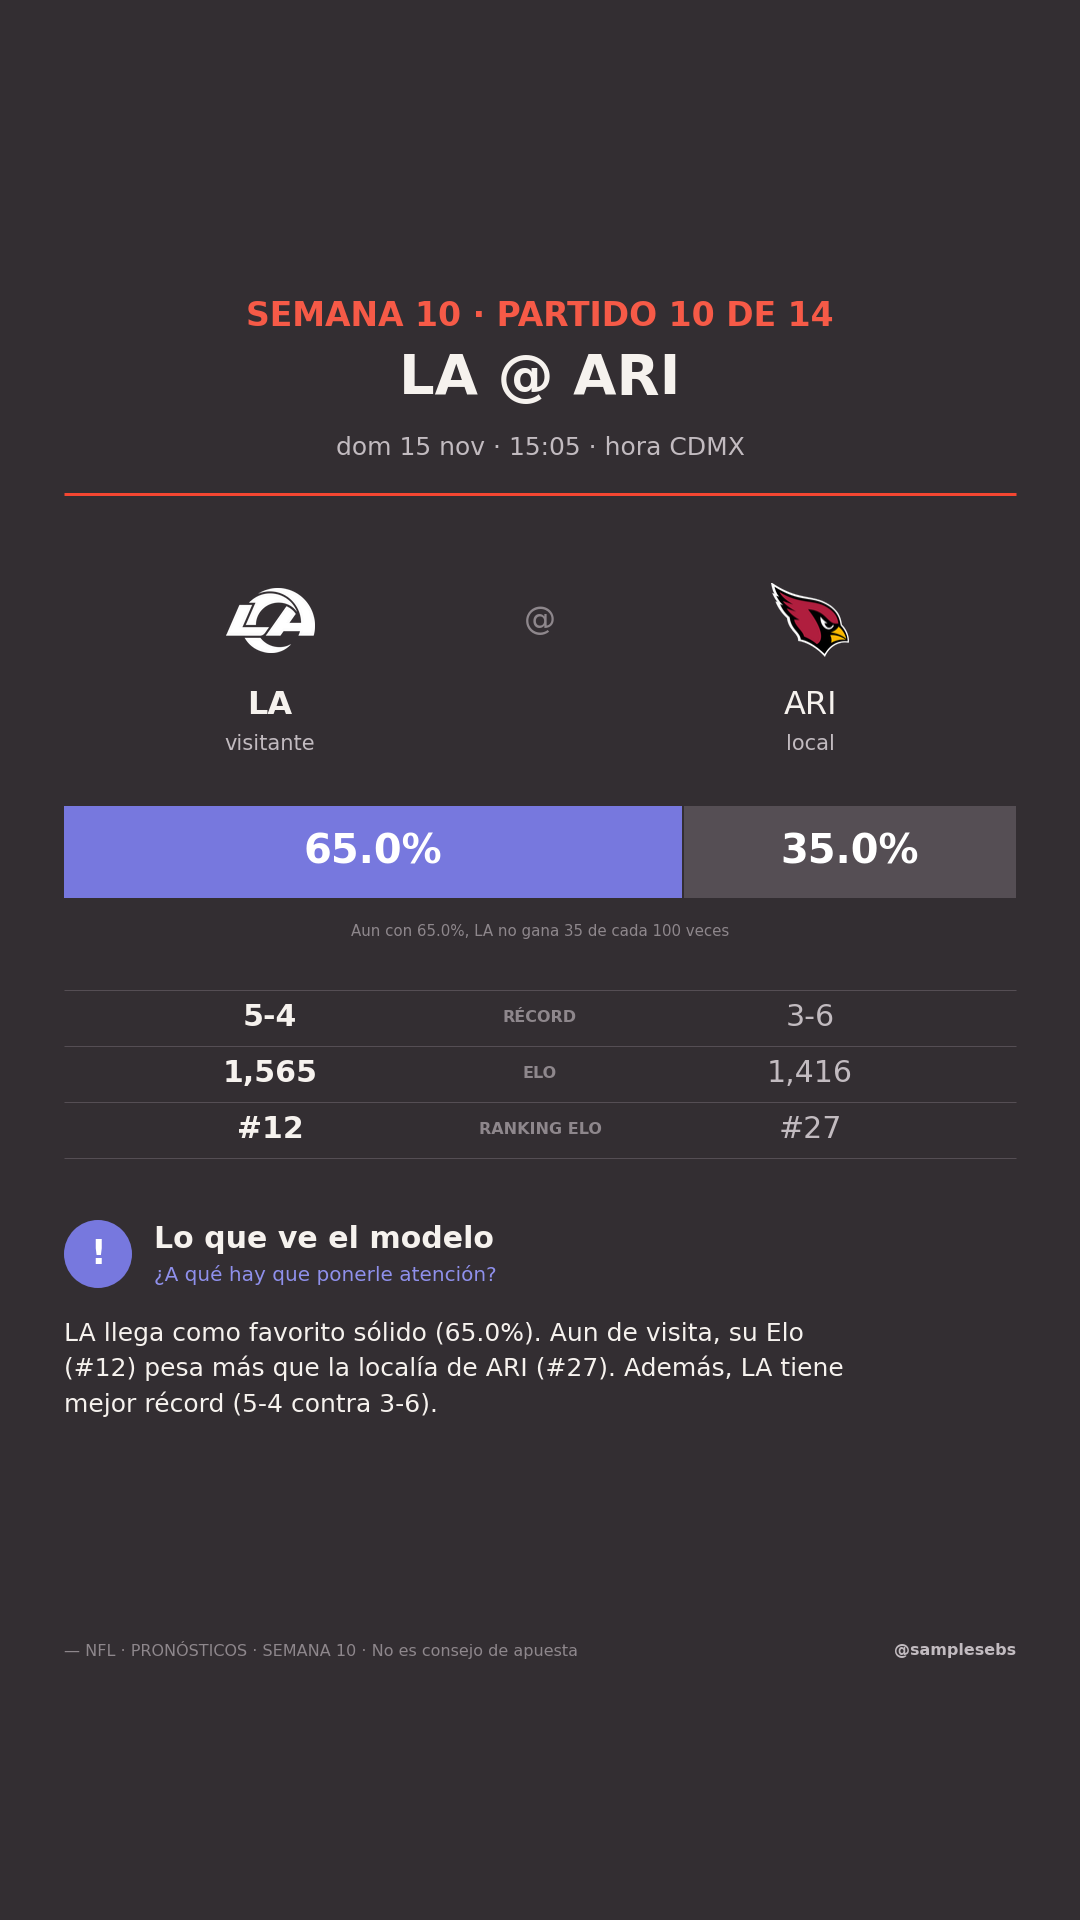 SEMANA 10 · PARTIDO 10 DE 14
LA @ ARI
dom 15 nov · 15:05 · hora CDMX
LA
@
LA
ARI
visitante
local
65.0%
35.0%
Aun con 65.0%, LA no gana 35 de cada 100 veces
5-4
RÉCORD
3-6
1,565
ELO
1,416
#12
RANKING ELO
#27
!
Lo que ve el modelo
¿A qué hay que ponerle atención?
LA llega como favorito sólido (65.0%). Aun de visita, su Elo
(#12) pesa más que la localía de ARI (#27). Además, LA tiene
mejor récord (5-4 contra 3-6).
— NFL · PRONÓSTICOS · SEMANA 10 · No es consejo de apuesta
@samplesebs